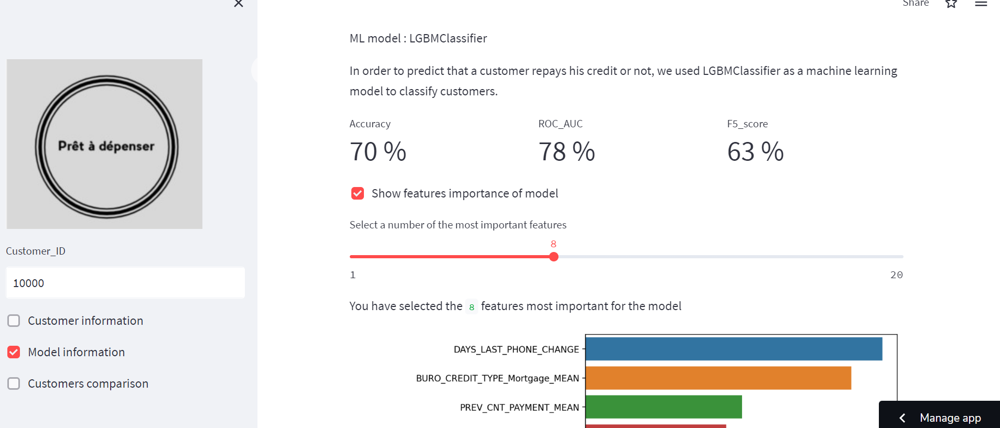 Share
ML model : LGBMClassifier
In order to predict that a customer repays his credit or not, we used LGBMClassifier as a machine learning
model to classify customers.
Accuracy
70 %
ROC_AUC
78 %
F5_score
63 %
Show features importance of model
Select a number of the most important features
8
1
20
You have selected the 8 features most important for the model
DAYS_LAST_PHONE_CHANGE
BURO_CREDIT_TYPE_Mortgage_MEAN
PREV_CNT_PAYMENT_MEAN
Manage app
Prêt à dépenser
Customer_ID
10000
Customer information
Model information
Customers comparison